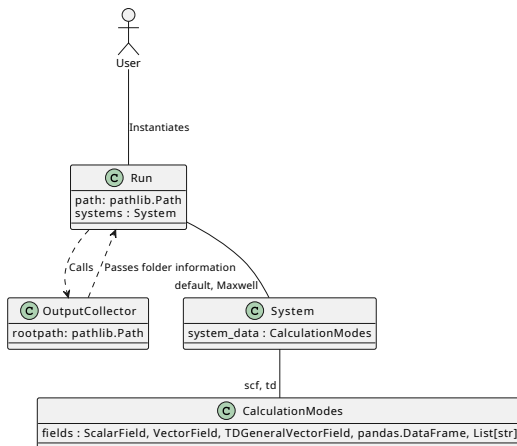 User
Instantiates
C Run
path: pathlib.Path
systems : System
Calls
Passes folder information
default, Maxwell
C OutputCollector
rootpath: pathlib.Path
C System
system_data : CalculationModes
scf, td
C CalculationModes
fields : ScalarField, VectorField, TDGeneralVectorField, pandas.DataFrame, List[str]